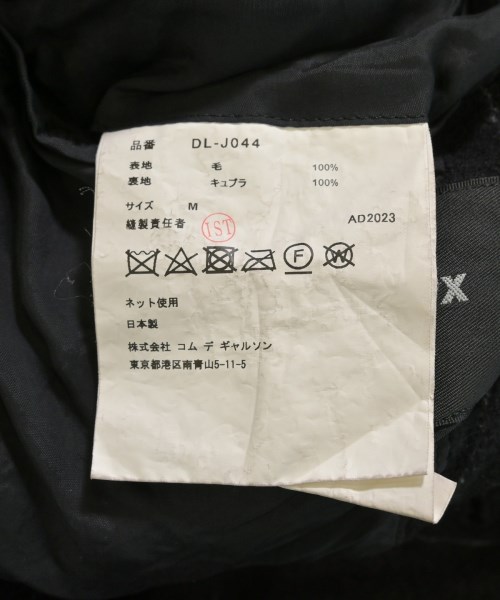 品番 DL-J044
表地 毛 100%
裏地 キュプラ 100%
サイズ M
縫製責任者 IST AD2023
F W
ネット使用
日本製
株式会社 コム デ ギャルソン
東京都港区南青山5-11-5
X